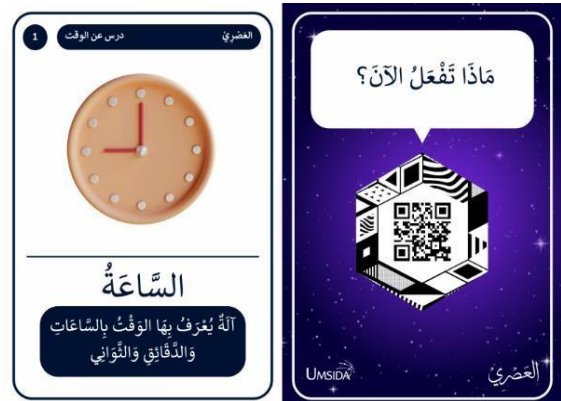 العَصْرِيّ
درس عن الوقت
1
السَّاعَةُ
آلَةٌ يُعْرَفُ بِهَا الوَقْتُ بِالسَّاعَاتِ
وَالدَّقَائِقِ وَالثَّوَانِي
مَاذَا تَفْعَلُ الآنَ؟
UMSIDA
العَصْرِي